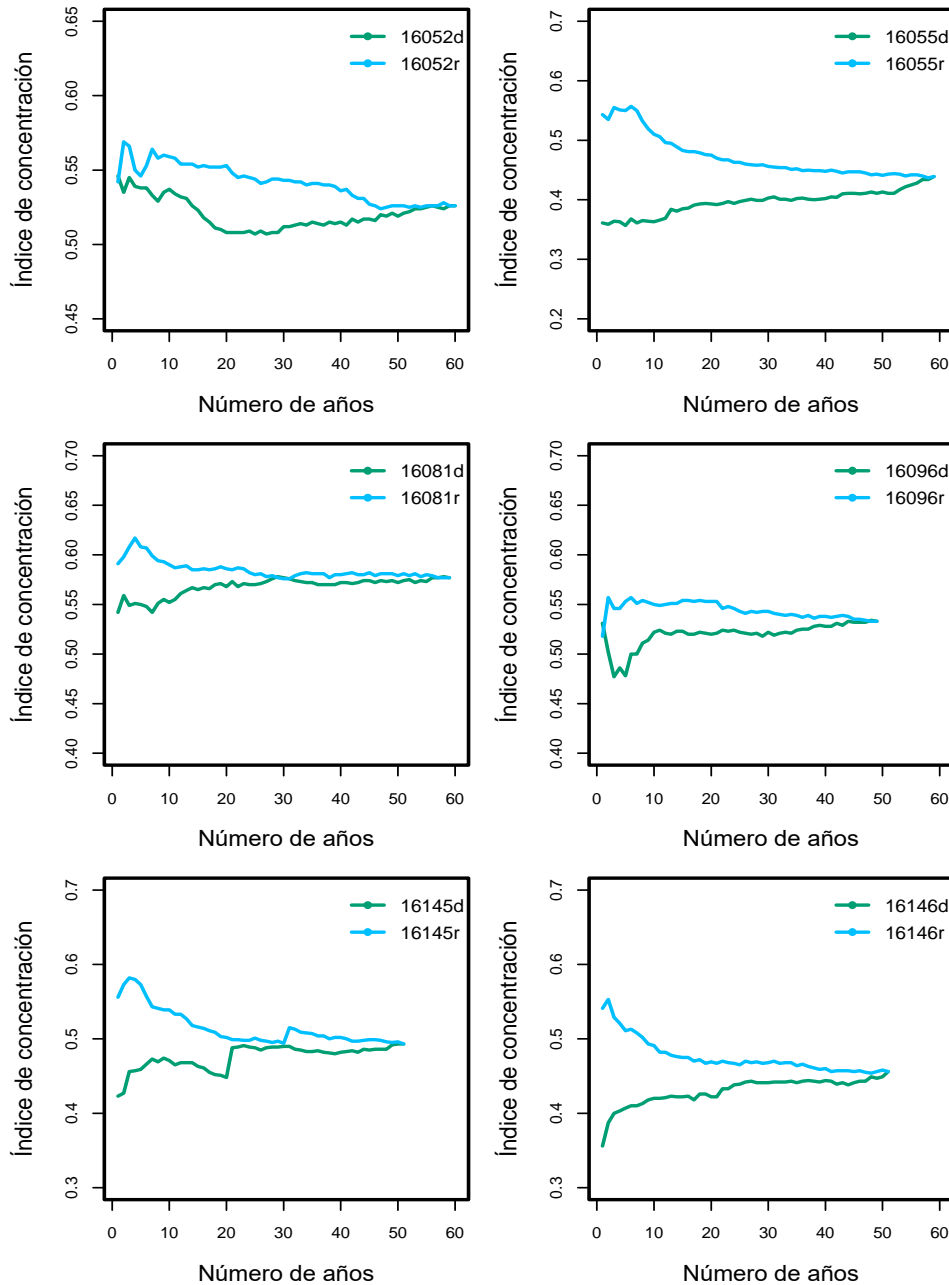 16052d
16052r
Índice de concentración
0.45
0.50
0.55
0.60
0.65
0 10 20 30 40 50 60
Número de años
16055d
16055r
Índice de concentración
0.2
0.3
0.4
0.5
0.6
0.7
0 10 20 30 40 50 60
Número de años
16081d
16081r
Índice de concentración
0.40
0.45
0.50
0.55
0.60
0.65
0.70
0 10 20 30 40 50 60
Número de años
16096d
16096r
Índice de concentración
0.40
0.45
0.50
0.55
0.60
0.65
0.70
0 10 20 30 40 50 60
Número de años
16145d
16145r
Índice de concentración
0.3
0.4
0.5
0.6
0.7
0 10 20 30 40 50 60
Número de años
16146d
16146r
Índice de concentración
0.3
0.4
0.5
0.6
0.7
0 10 20 30 40 50 60
Número de años